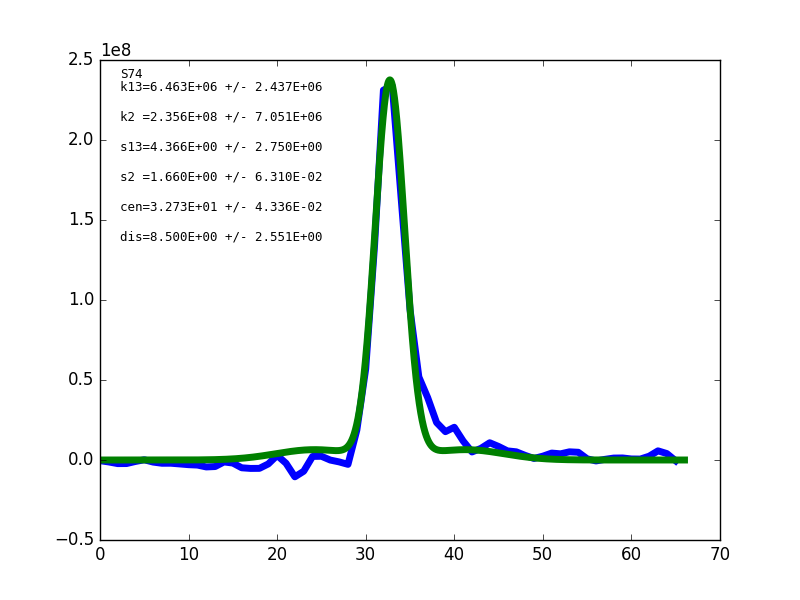 1e8
S74
k13=6.463E+06 +/- 2.437E+06
k2 =2.356E+08 +/- 7.051E+06
s13=4.366E+00 +/- 2.750E+00
s2 =1.660E+00 +/- 6.310E-02
cen=3.273E+01 +/- 4.336E-02
dis=8.500E+00 +/- 2.551E+00
2.5
2.0
1.5
1.0
0.5
0.0
−0.5
0 10 20 30 40 50 60 70